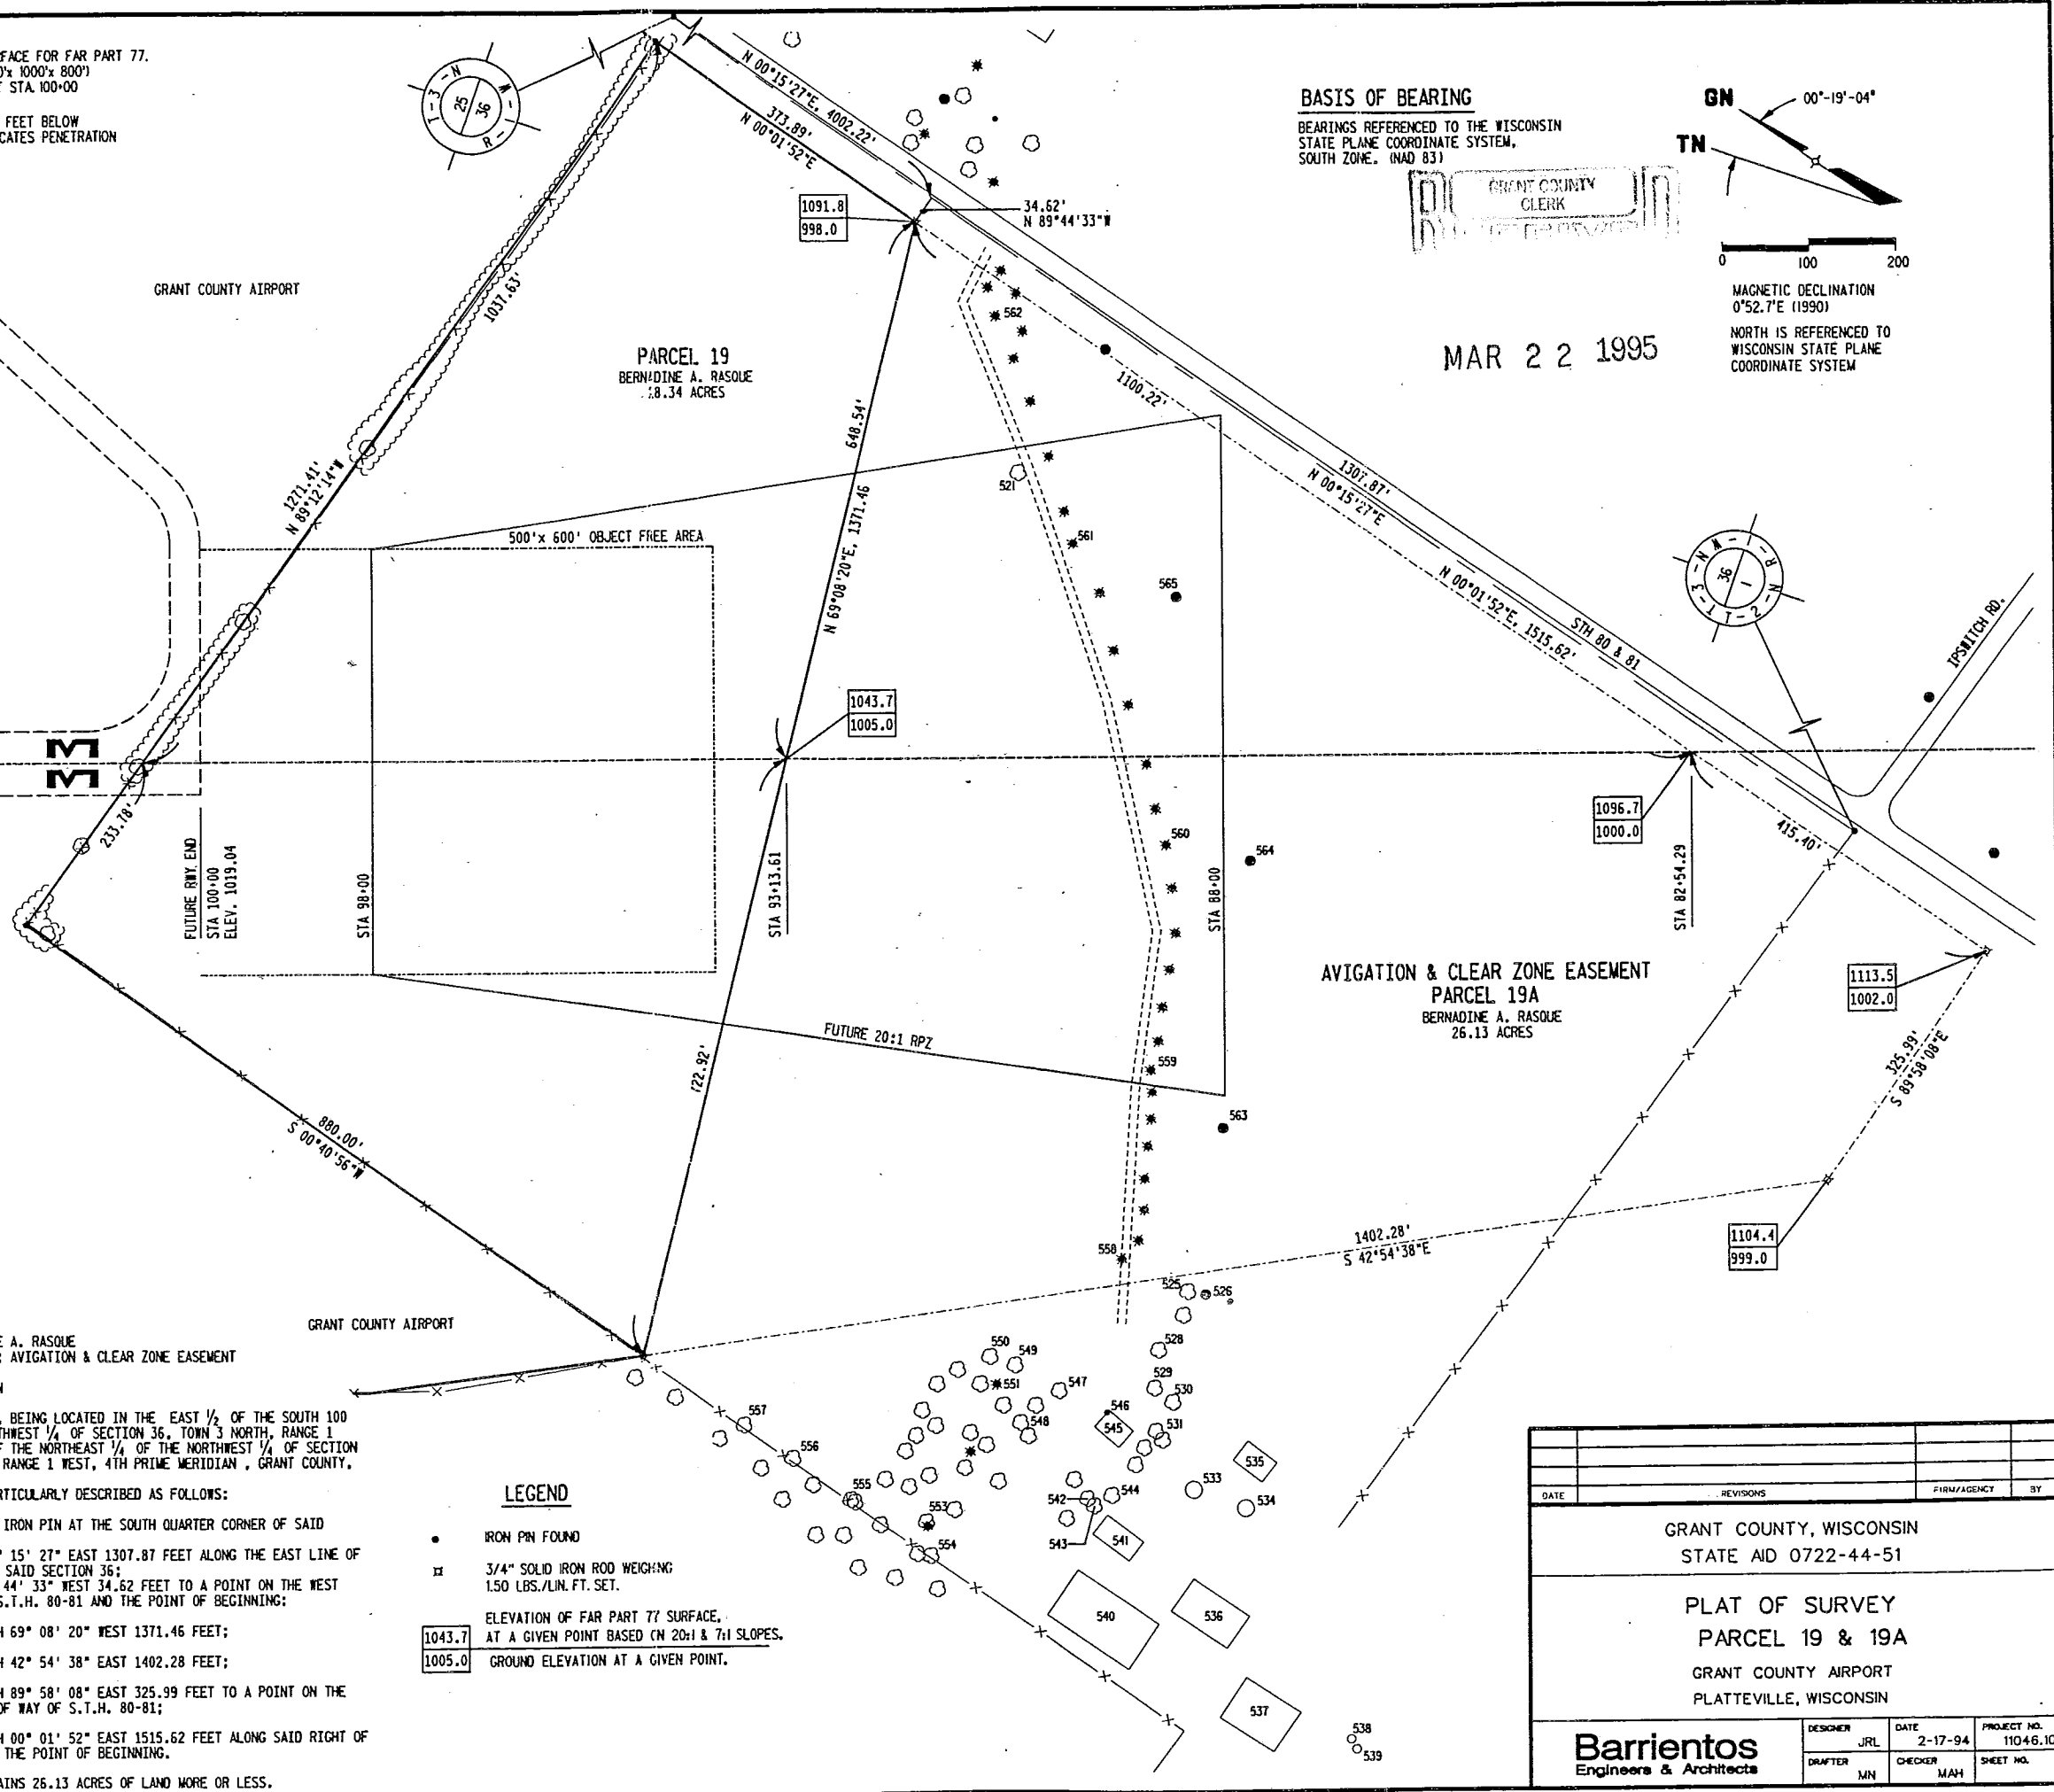 FACE FOR FAR PART 77.
0'x 1000'x 800')
STA. 100+00
FEET BELOW
CATES PENETRATION
T-3-N
R-1-W
25
36
N 00°15'27"E, 4002.22'
373.89'
N 00°01'52"E
1091.8
998.0
34.62'
N 89°44'33"W
BASIS OF BEARING
BEARINGS REFERENCED TO THE WISCONSIN
STATE PLANE COORDINATE SYSTEM,
SOUTH ZONE. (NAD 83)
GRANT COUNTY
CLERK
GN
00°-19'-04"
TN
0 100 200
MAGNETIC DECLINATION
0°52.7'E (1990)
NORTH IS REFERENCED TO
WISCONSIN STATE PLANE
COORDINATE SYSTEM
MAR 22 1995
GRANT COUNTY AIRPORT
1037.63'
PARCEL 19
BERNADINE A. RASQUE
18.34 ACRES
562
1100.22'
648.54'
1271.41'
N 89°12'14"W
521
500'x 600' OBJECT FREE AREA
N 69°08'20"E, 1371.46
561
565
1307.87'
N 00°15'27"E
N 00°01'52"E, 1515.62'
STH 80 & 81
36
1
IPSWITCH RD.
1043.7
1005.0
233.78'
FUTURE RWY. END
STA 100+00
ELEV. 1019.04
STA 98+00
STA 93+13.61
560
564
STA 88+00
1096.7
1000.0
STA 82+54.29
415.40'
AVIGATION & CLEAR ZONE EASEMENT
PARCEL 19A
BERNADINE A. RASQUE
26.13 ACRES
1113.5
1002.0
325.99'
S 89°58'08"E
FUTURE 20:1 RPZ
722.92'
559
563
880.00'
S 00°40'56"W
558
1402.28'
S 42°54'38"E
1104.4
999.0
525
526
GRANT COUNTY AIRPORT
550
549
551
547
548
528
529
530
531
546
545
535
533
534
557
556
555
553
554
542
543
544
541
540
536
537
538
539
E A. RASQUE
AVIGATION & CLEAR ZONE EASEMENT
N
, BEING LOCATED IN THE EAST 1/2 OF THE SOUTH 100
THWEST 1/4 OF SECTION 36, TOWN 3 NORTH, RANGE 1
F THE NORTHEAST 1/4 OF THE NORTHWEST 1/4 OF SECTION
RANGE 1 WEST, 4TH PRIME MERIDIAN , GRANT COUNTY,
RTICULARLY DESCRIBED AS FOLLOWS:
IRON PIN AT THE SOUTH QUARTER CORNER OF SAID
° 15' 27" EAST 1307.87 FEET ALONG THE EAST LINE OF
SAID SECTION 36;
44' 33" WEST 34.62 FEET TO A POINT ON THE WEST
S.T.H. 80-81 AND THE POINT OF BEGINNING:
H 69° 08' 20" WEST 1371.46 FEET;
H 42° 54' 38" EAST 1402.28 FEET;
H 89° 58' 08" EAST 325.99 FEET TO A POINT ON THE
OF WAY OF S.T.H. 80-81;
H 00° 01' 52" EAST 1515.62 FEET ALONG SAID RIGHT OF
THE POINT OF BEGINNING.
AINS 26.13 ACRES OF LAND MORE OR LESS.
LEGEND
IRON PIN FOUND
3/4" SOLID IRON ROD WEIGHING
1.50 LBS./LIN. FT. SET.
ELEVATION OF FAR PART 77 SURFACE,
1043.7 AT A GIVEN POINT BASED ON 20:1 & 7:1 SLOPES.
1005.0 GROUND ELEVATION AT A GIVEN POINT.
DATE REVISIONS FIRM/AGENCY BY
GRANT COUNTY, WISCONSIN
STATE AID 0722-44-51
PLAT OF SURVEY
PARCEL 19 & 19A
GRANT COUNTY AIRPORT
PLATTEVILLE, WISCONSIN
Barrientos
Engineers & Architects
DESIGNER JRL
DATE 2-17-94
PROJECT NO. 11046.10
DRAFTER MN
CHECKER MAH
SHEET NO.